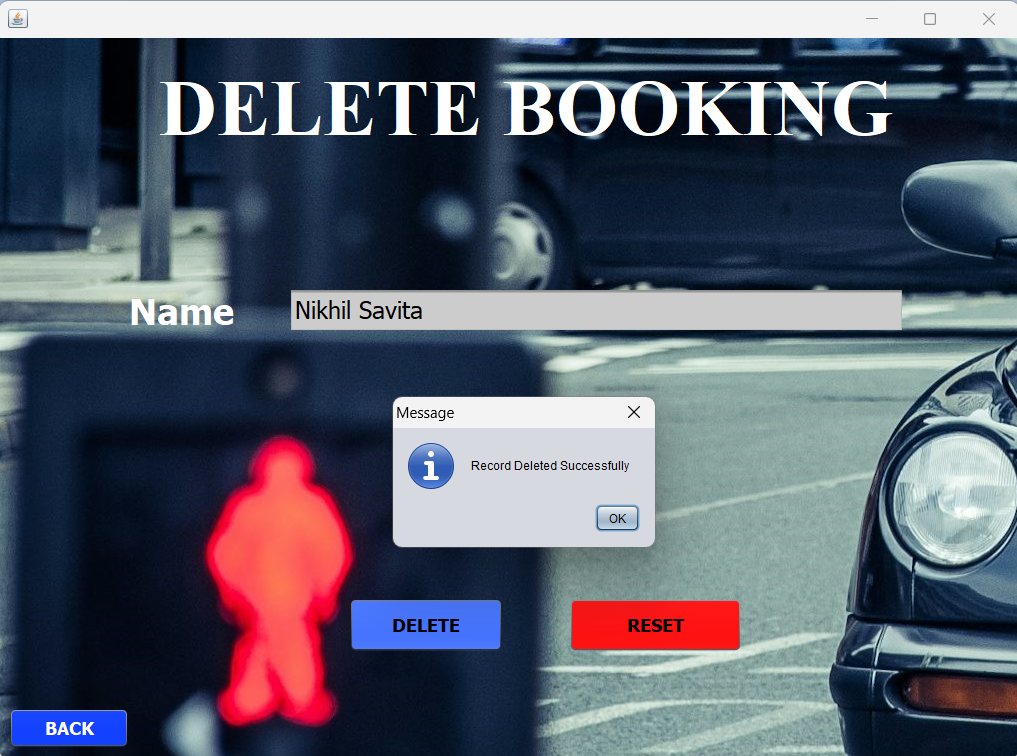 DELETE BOOKING
Name
Nikhil Savita
Message
Record Deleted Successfully
OK
DELETE
RESET
BACK